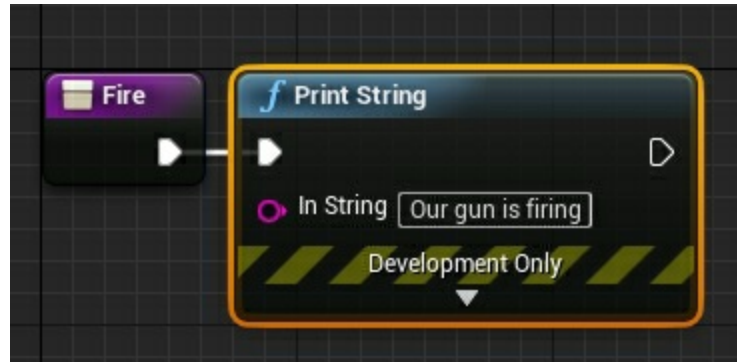 Fire
f Print String
In String Our gun is firing
Development Only